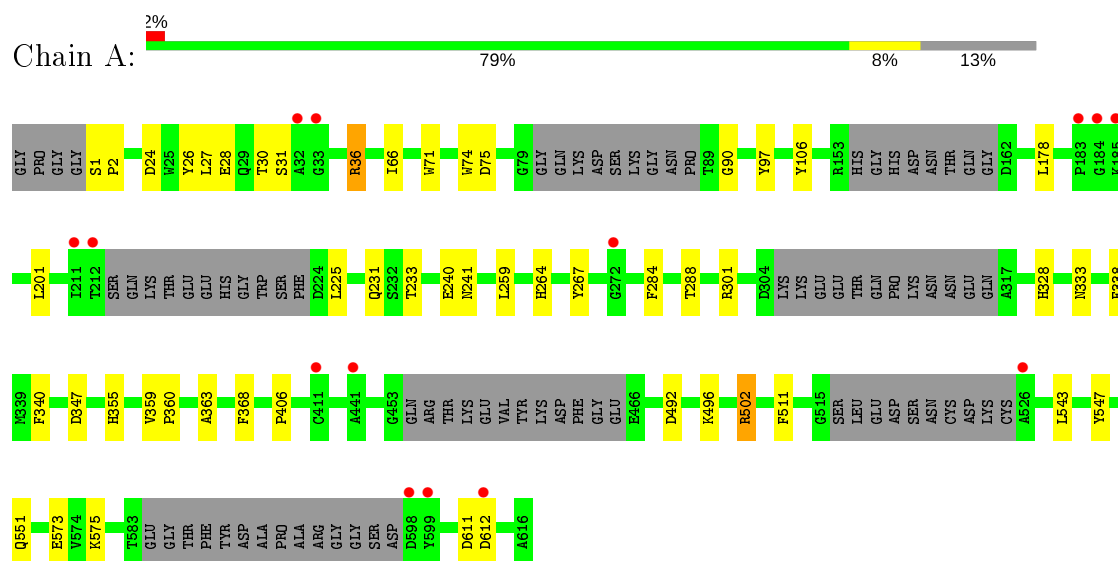 2%
Chain A:
79% 8% 13%
GLY PRO GLY GLY S1 P2 D24 W25 Y26 L27 E28 Q29 T30 S31 A32 G33 R36 I66 W71 W74 D75 G79 GLY GLN LYS ASP SER LYS GLY ASN PRO T89 G90 Y97 Y106 R153 HIS GLY HIS ASP ASN THR GLN GLY D162 L178 P183 G184 K185
L201 I211 T212 SER GLN LYS THR GLU GLU HIS GLY TRP SER PHE D224 L225 Q231 S232 T233 E240 N241 L259 H264 Y267 G272 F284 T288 R301 D304 LYS LYS GLU GLU THR GLN PRO LYS ASN ASN GLU GLN A317 H328 N333 F338
M339 F340 D347 H355 V359 P360 A363 F368 P406 C411 A441 G453 GLN ARG THR LYS GLU VAL TYR LYS ASP PHE GLY GLU E466 D492 K496 R502 F511 G515 SER LEU GLU ASP SER ASN CYS ASP LYS CYS A526 L543 Y547
Q551 E573 V574 K575 T583 GLU GLY THR PHE TYR ASP ALA PRO ALA ARG GLY GLY SER ASP D598 Y599 D611 D612 A616